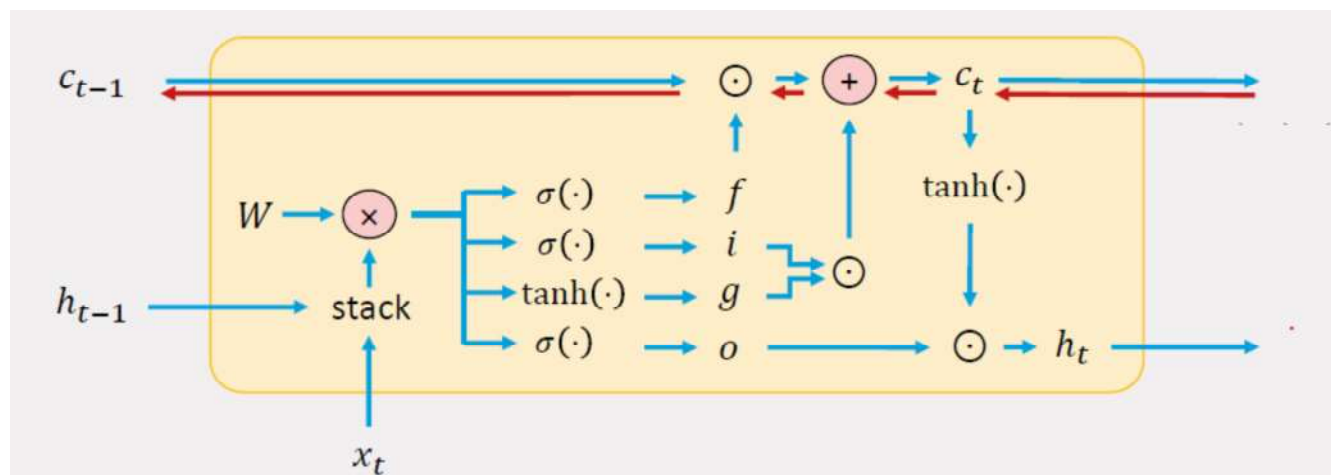 c_{t-1} ⊙ + c_t
tanh(·)
σ(·) f
W × σ(·) i
⊙
h_{t-1} stack tanh(·) g
σ(·) o ⊙ h_t
x_t